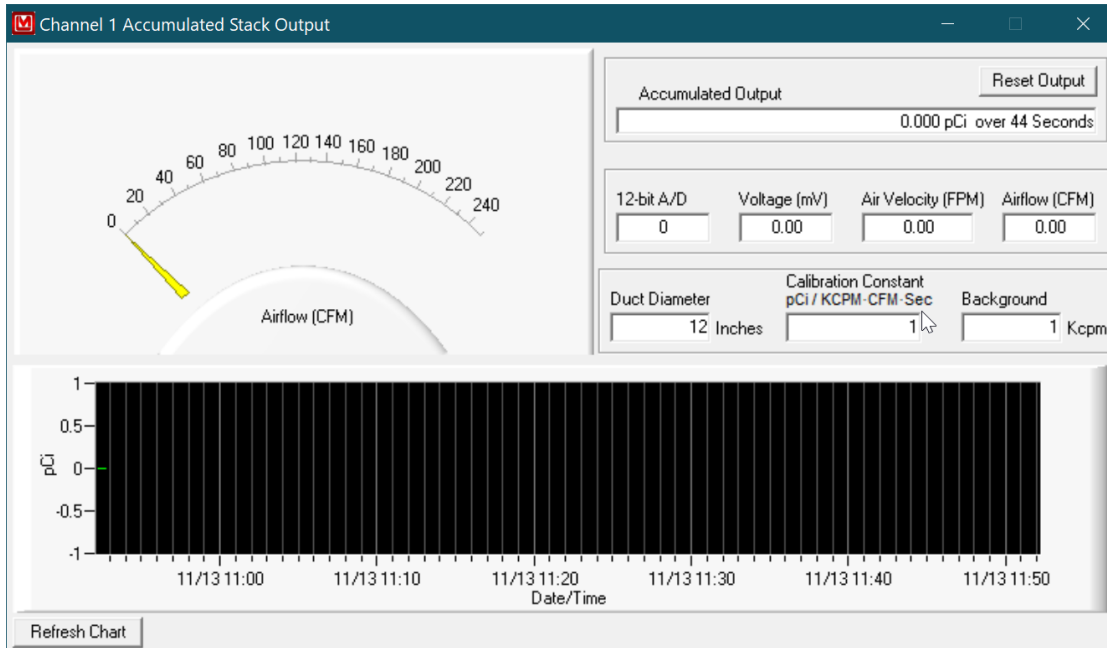 Channel 1 Accumulated Stack Output
Reset Output
Accumulated Output
0.000 pCi over 44 Seconds
0 20 40 60 80 100 120 140 160 180 200 220 240
Airflow (CFM)
12-bit A/D Voltage (mV) Air Velocity (FPM) Airflow (CFM)
0 0.00 0.00 0.00
Calibration Constant
Duct Diameter pCi / KCPM-CFM-Sec Background
12 Inches 1 1 Kcpm
1
0.5
0
-0.5
-1
pCi
11/13 11:00 11/13 11:10 11/13 11:20 11/13 11:30 11/13 11:40 11/13 11:50
Date/Time
Refresh Chart